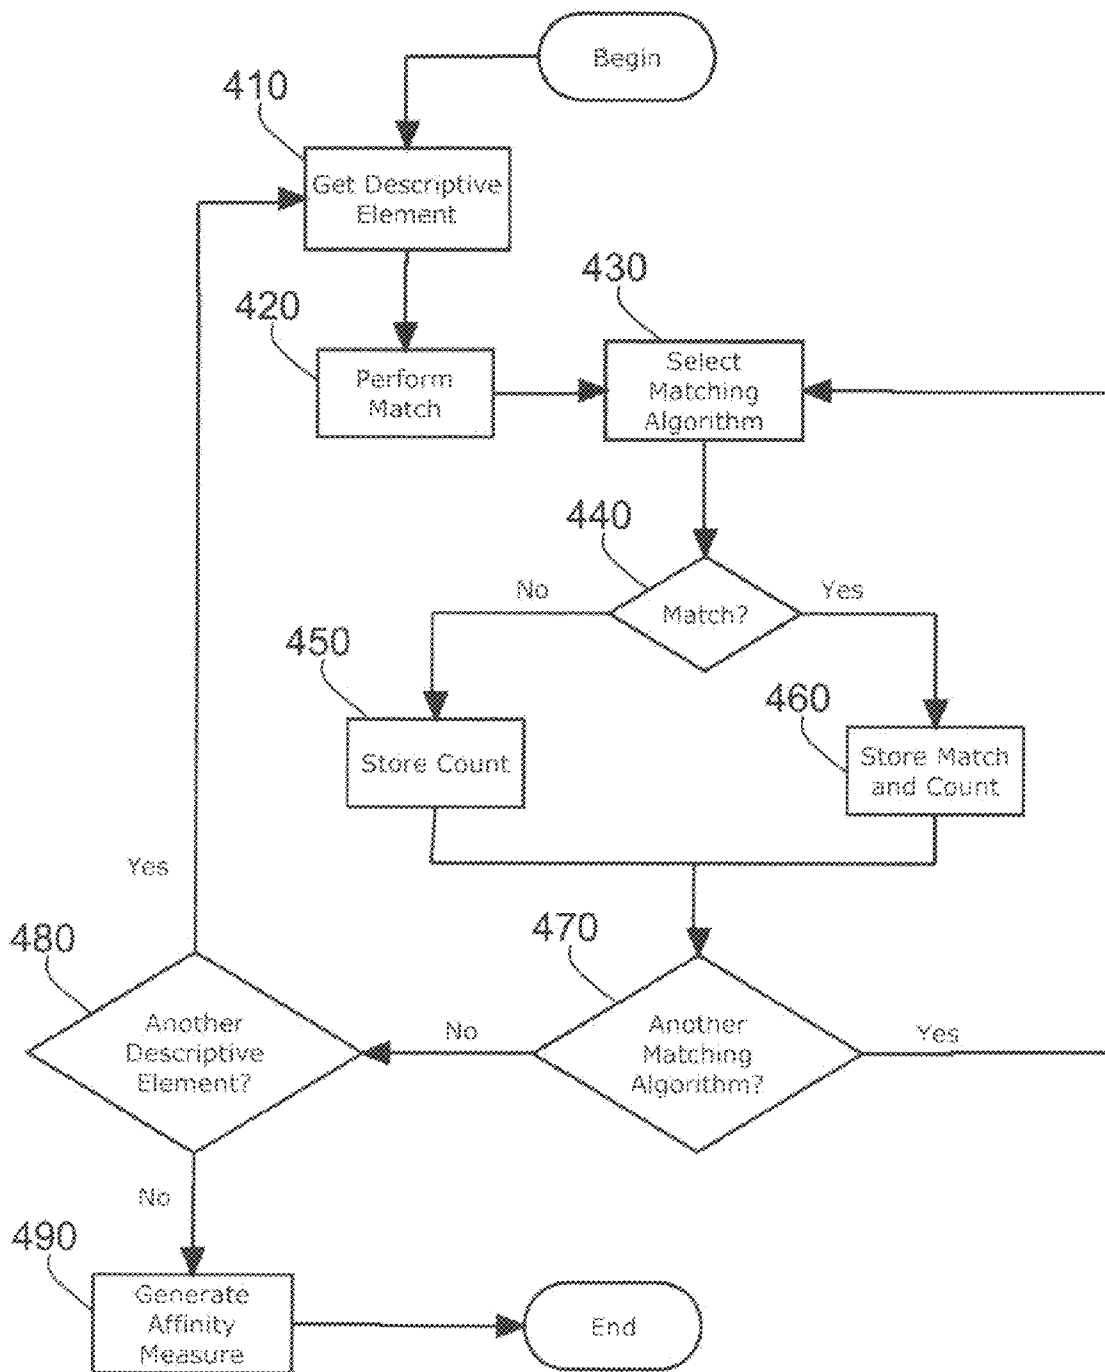 Begin
410
Get Descriptive
Element
430
420
Select
Matching
Algorithm
Perform
Match
440
No
Yes
Match?
450
460
Store Count
Store Match
and Count
Yes
480
470
Another
Descriptive
Element?
No
Another
Matching
Algorithm?
Yes
No
490
Generate
Affinity
Measure
End